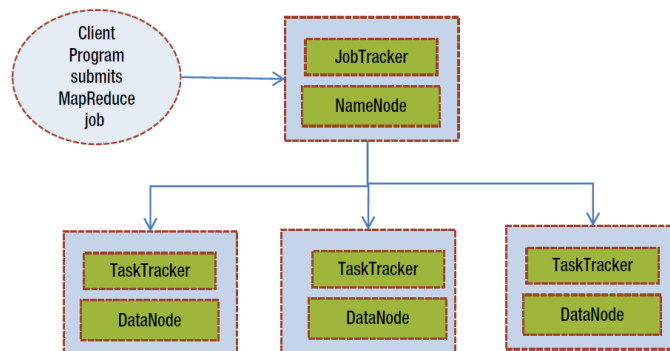 Client
Program
submits
MapReduce
job
JobTracker
NameNode
TaskTracker
DataNode
TaskTracker
DataNode
TaskTracker
DataNode